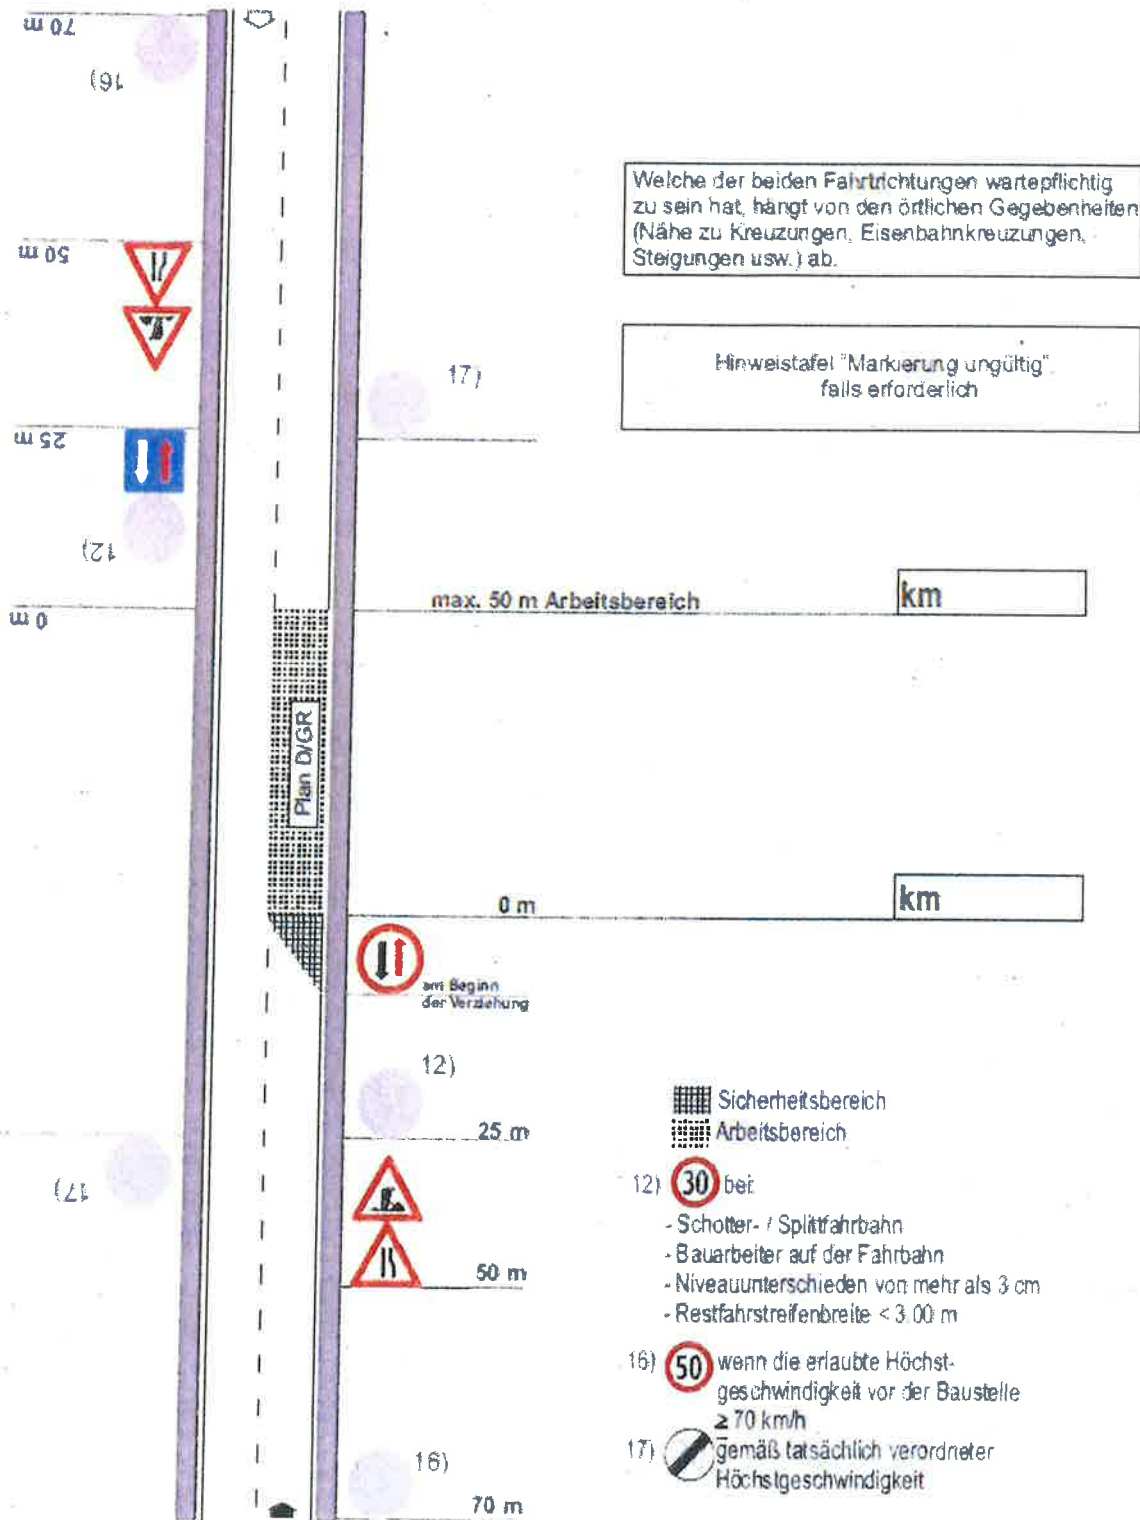 70 m
16)
Welche der beiden Fahrtrichtungen wartepflichtig
zu sein hat, hängt von den örtlichen Gegebenheiten
(Nähe zu Kreuzungen, Eisenbahnkreuzungen,
Steigungen usw.) ab.
50 m
Hinweistafel "Markierung ungültig"
falls erforderlich
17)
25 m
12)
max. 50 m Arbeitsbereich
km
0 m
Plan D/GR
0 m
km
am Beginn
der Verziehung
12)
25 m
17)
50 m
16)
70 m
Sicherheitsbereich
Arbeitsbereich
12) 30 bei:
- Schotter- / Splittfahrbahn
- Bauarbeiter auf der Fahrbahn
- Niveauunterschieden von mehr als 3 cm
- Restfahrstreifenbreite < 3.00 m
16) 50 wenn die erlaubte Höchst-
geschwindigkeit vor der Baustelle
≥ 70 km/h
17) gemäß tatsächlich verordneter
Höchstgeschwindigkeit